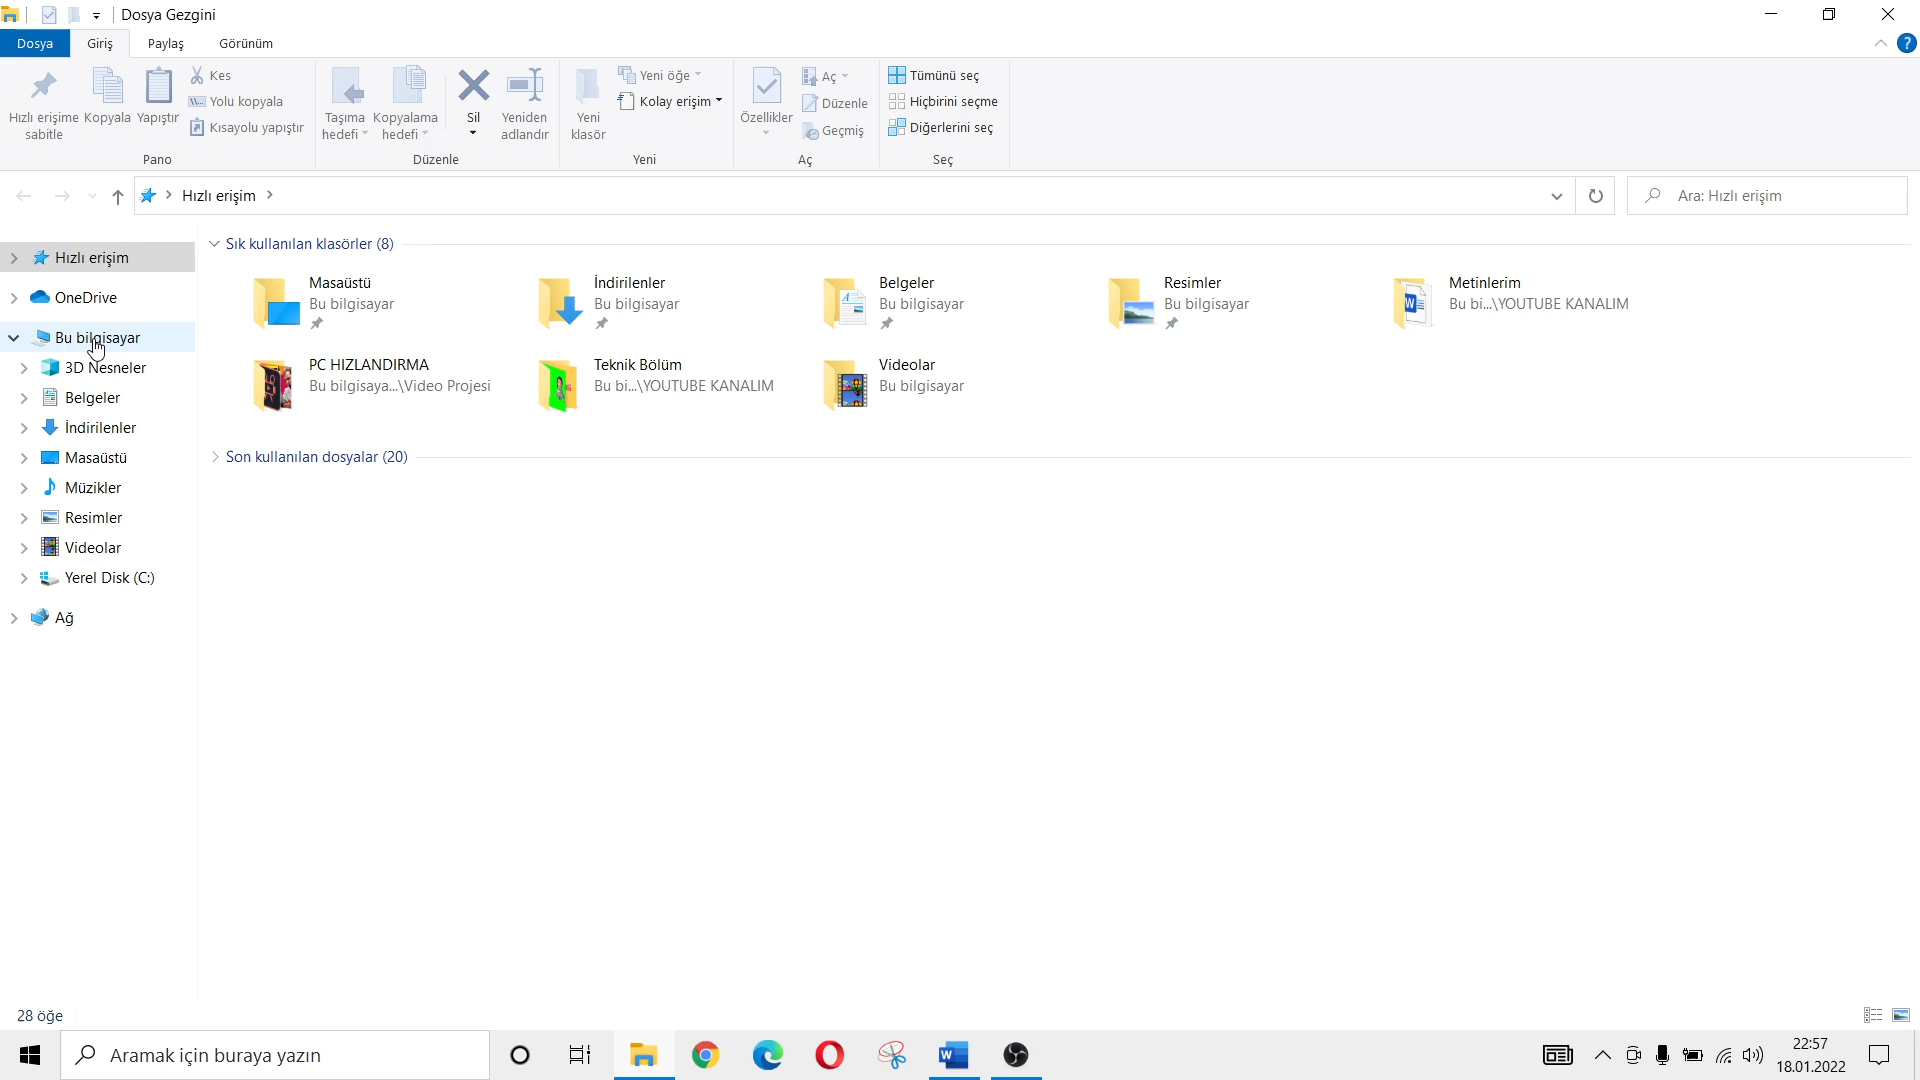 Dosya Gezgini
Dosya Giriş Paylaş Görünüm
?
Hızlı erişime sabitle
Kopyala
Yapıştır
Kes
Yolu kopyala
Kısayolu yapıştır
Pano
Taşıma hedefi
Kopyalama hedefi
Sil
Yeniden adlandır
Düzenle
Yeni klasör
Yeni öğe
Kolay erişim
Yeni
Özellikler
Aç
Düzenle
Geçmiş
Aç
Tümünü seç
Hiçbirini seçme
Diğerlerini seç
Seç
Hızlı erişim
Ara: Hızlı erişim
Hızlı erişim
OneDrive
Bu bilgisayar
3D Nesneler
Belgeler
İndirilenler
Masaüstü
Müzikler
Resimler
Videolar
Yerel Disk (C:)
Ağ
Sık kullanılan klasörler (8)
Masaüstü
Bu bilgisayar
İndirilenler
Bu bilgisayar
Belgeler
Bu bilgisayar
Resimler
Bu bilgisayar
Metinlerim
Bu bi...\YOUTUBE KANALIM
PC HIZLANDIRMA
Bu bilgisaya...\Video Projesi
Teknik Bölüm
Bu bi...\YOUTUBE KANALIM
Videolar
Bu bilgisayar
Son kullanılan dosyalar (20)
28 öğe
Aramak için buraya yazın
22:57
18.01.2022